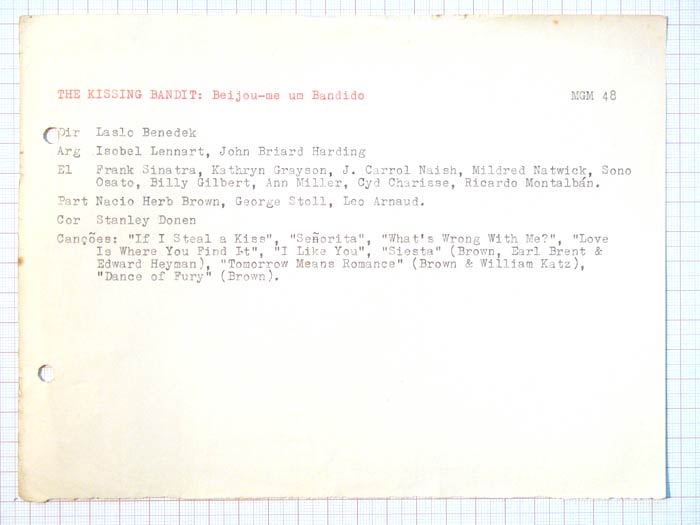 THE KISSING BANDIT: Beijou-me um Bandido MGM 48
Dir Laslo Benedek
Arg Isobel Lennart, John Briard Harding
El Frank Sinatra, Kathryn Grayson, J. Carrol Naish, Mildred Natwick, Sono
Osato, Billy Gilbert, Ann Miller, Cyd Charisse, Ricardo Montalbán.
Part Nacio Herb Brown, George Stoll, Leo Arnaud.
Cor Stanley Donen
Canções: "If I Steal a Kiss", "Señorita", "What's Wrong With Me?", "Love
Is Where You Find It", "I Like You", "Siesta" (Brown, Earl Brent &
Edward Heyman), "Tomorrow Means Romance" (Brown & William Katz),
"Dance of Fury" (Brown).